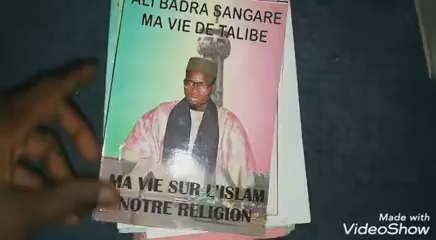 ALI BADRA SANGARE
MA VIE DE TALIBE
MA VIE SUR L'ISLAM
NOTRE RELIGION
Made with
VideoShow